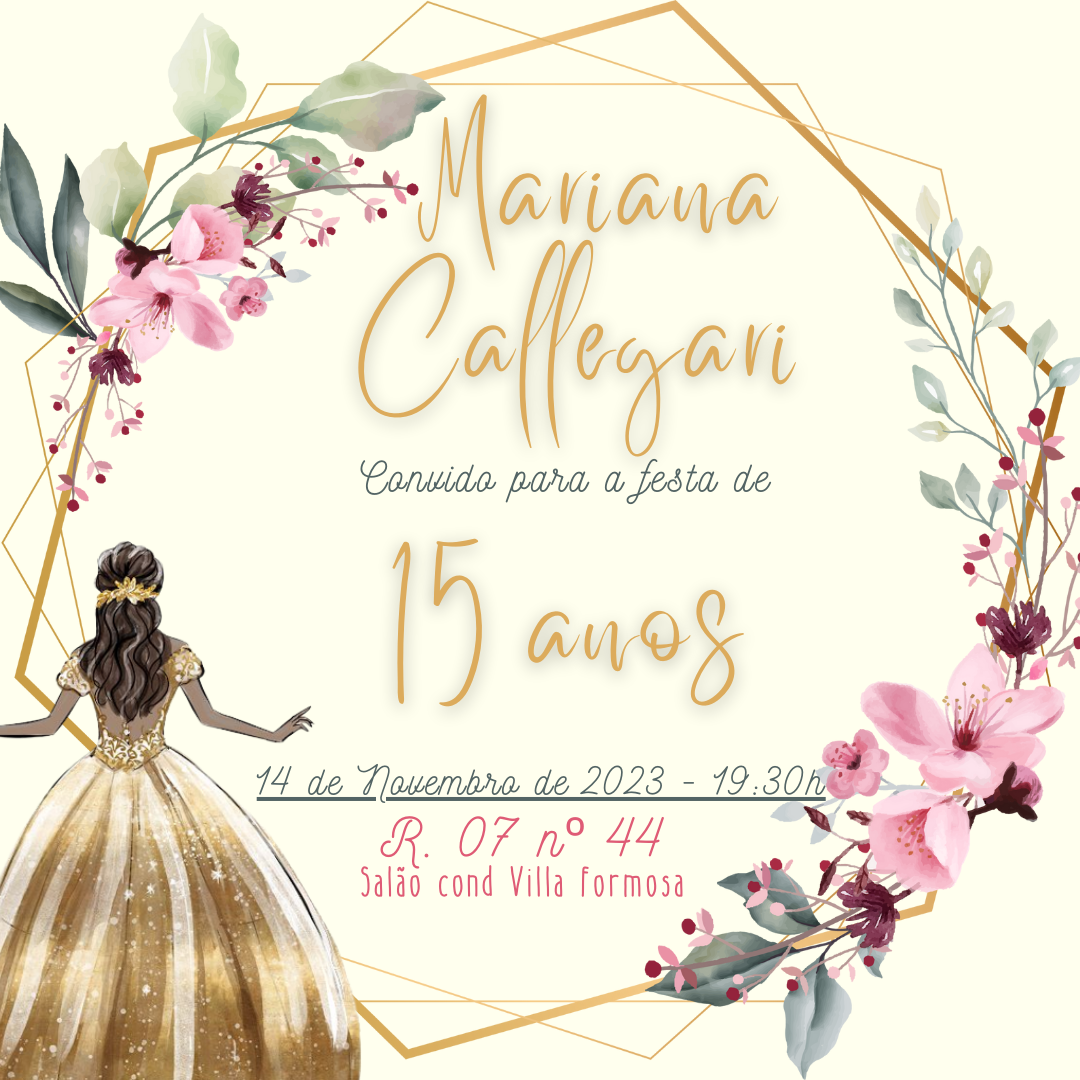 Mariana
Callegari
Convido para a festa de
15 anos
14 de Novembro de 2023 - 19:30h
R. 07 nº 44
Salão cond Villa formosa